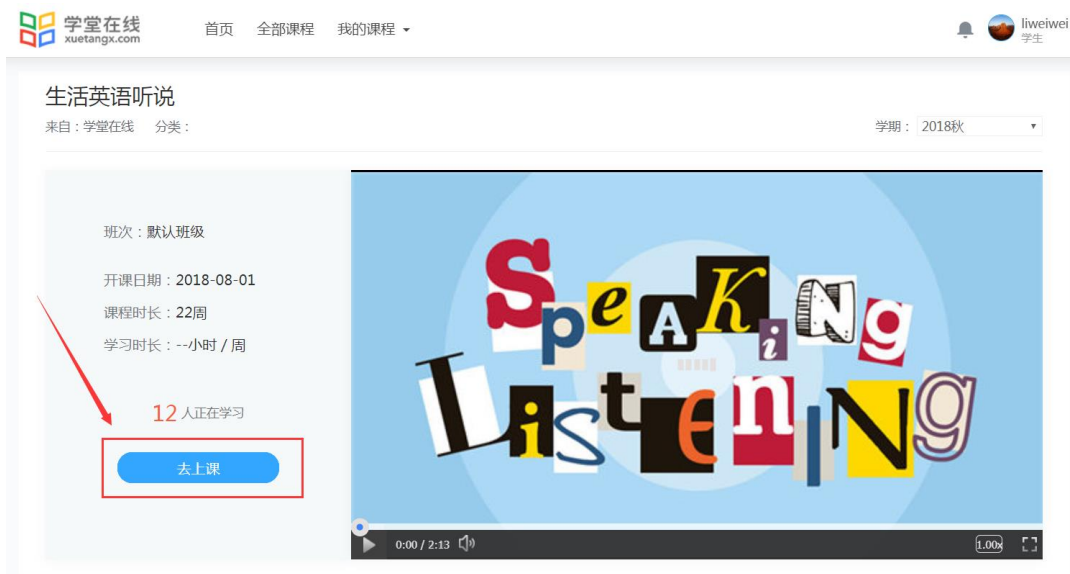 学堂在线
xuetangx.com
首页 全部课程 我的课程
liweiwei
学生
生活英语听说
来自：学堂在线 分类：
学期： 2018秋
班次：默认班级
开课日期：2018-08-01
课程时长：22周
学习时长：--小时 / 周
12 人正在学习
去上课
SpeAKiNg
ListENING
0:00 / 2:13
1.00x